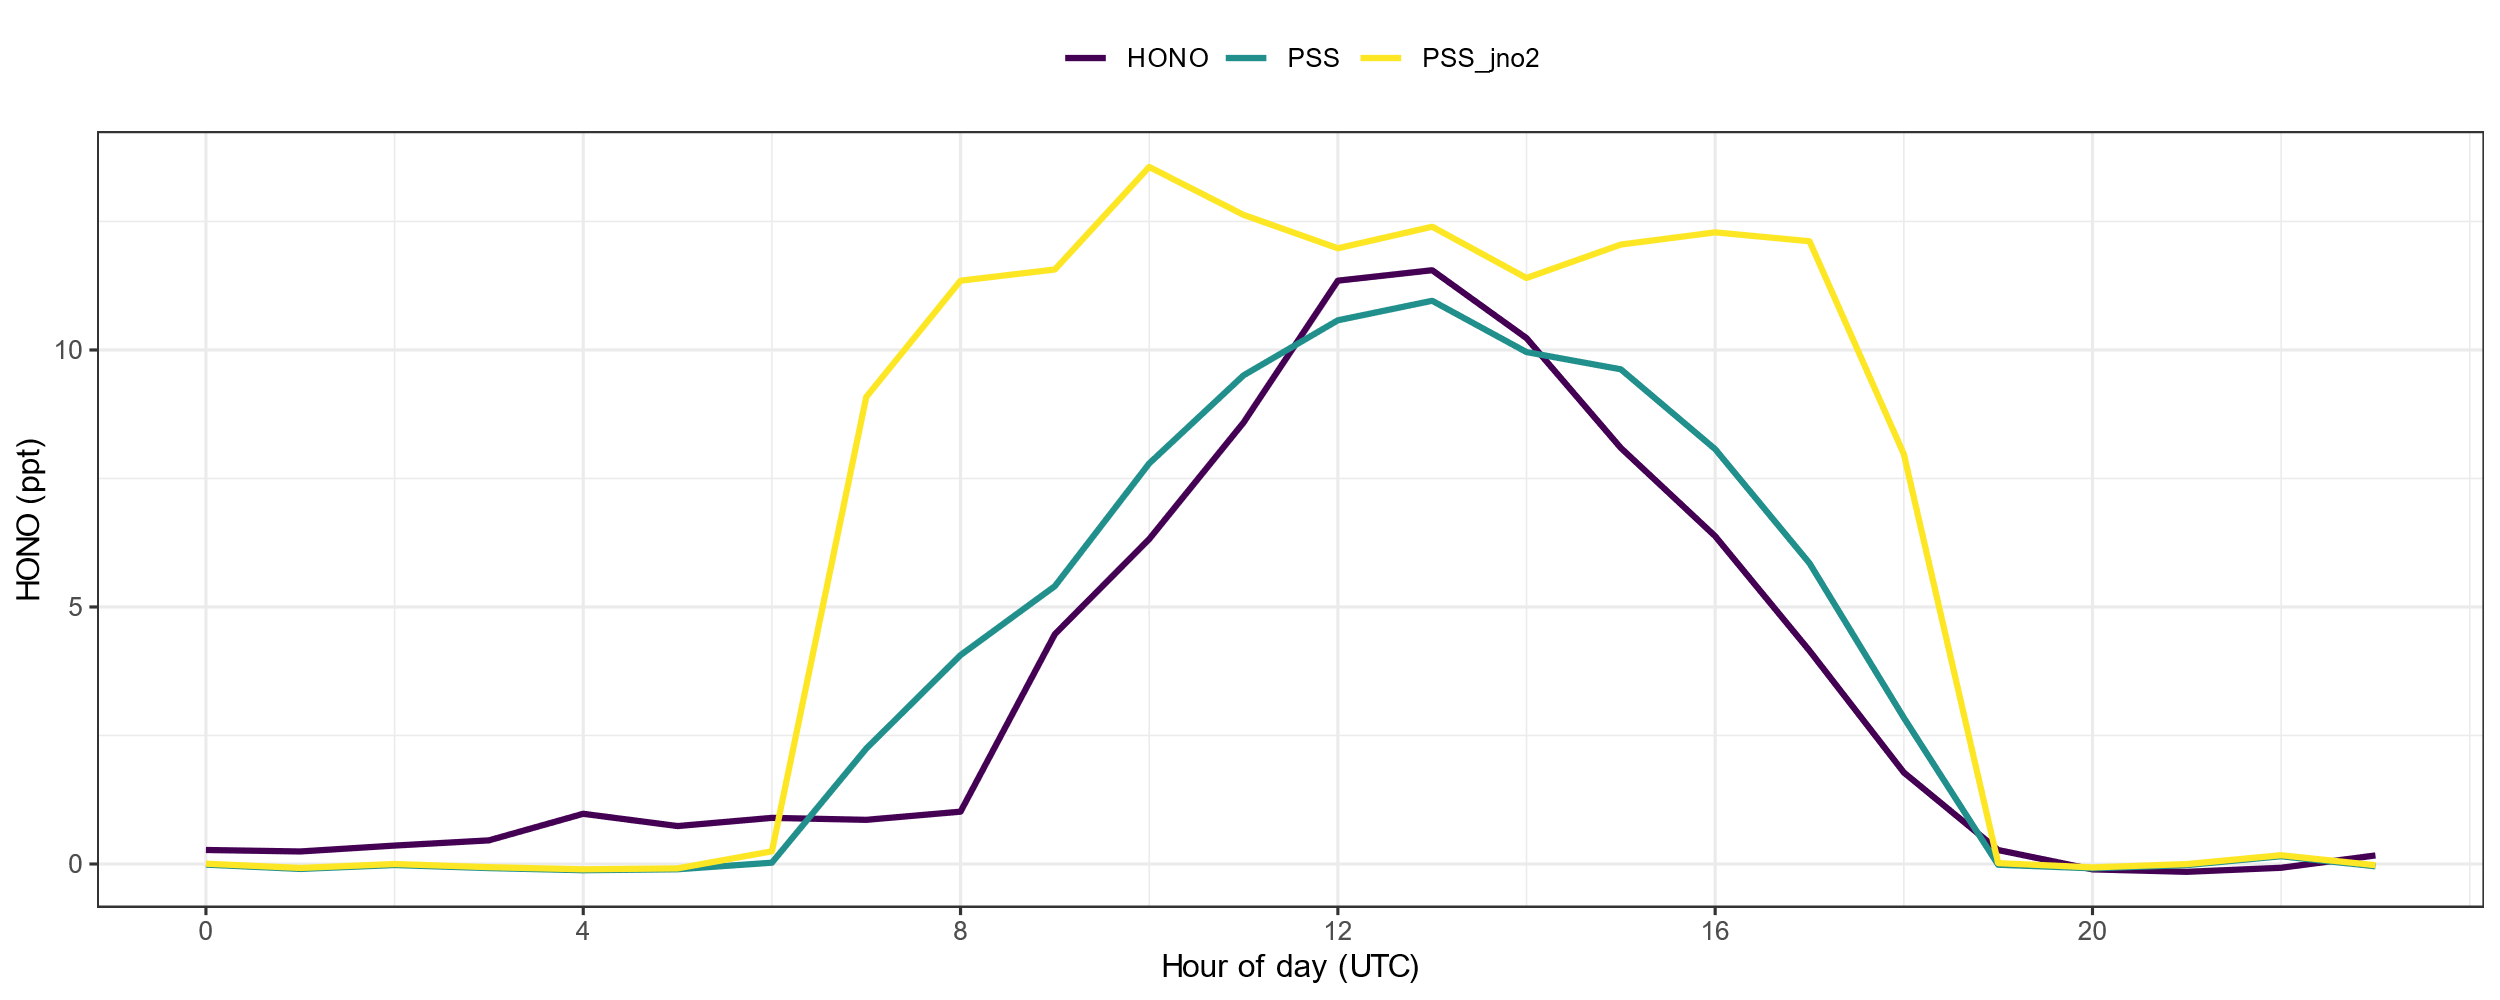 HONO PSS PSS_jno2
HONO (ppt)
10
5
0
0 4 8 12 16 20
Hour of day (UTC)